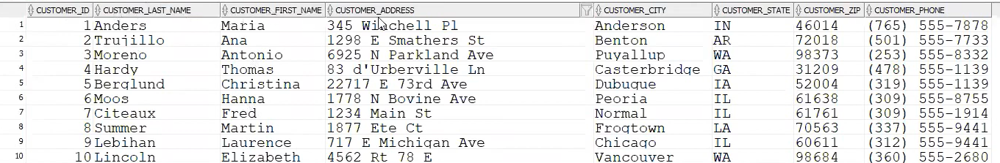 CUSTOMER_ID CUSTOMER_LAST_NAME CUSTOMER_FIRST_NAME CUSTOMER_ADDRESS CUSTOMER_CITY CUSTOMER_STATE CUSTOMER_ZIP CUSTOMER_PHONE
1 1 Anders Maria 345 Winchell Pl Anderson IN 46014 (765) 555-7878
2 2 Trujillo Ana 1298 E Smathers St Benton AR 72018 (501) 555-7733
3 3 Moreno Antonio 6925 N Parkland Ave Puyallup WA 98373 (253) 555-8332
4 4 Hardy Thomas 83 d'Urberville Ln Casterbridge GA 31209 (478) 555-1139
5 5 Berglund Christina 22717 E 73rd Ave Dubuque IA 52004 (319) 555-1139
6 6 Moos Hanna 1778 N Bovine Ave Peoria IL 61638 (309) 555-8755
7 7 Citeaux Fred 1234 Main St Normal IL 61761 (309) 555-1914
8 8 Summer Martin 1877 Ete Ct Frogtown LA 70563 (337) 555-9441
9 9 Lebihan Laurence 717 E Michigan Ave Chicago IL 60611 (312) 555-9441
10 10 Lincoln Elizabeth 4562 Rt 78 E Vancouver WA 98684 (360) 555-2680